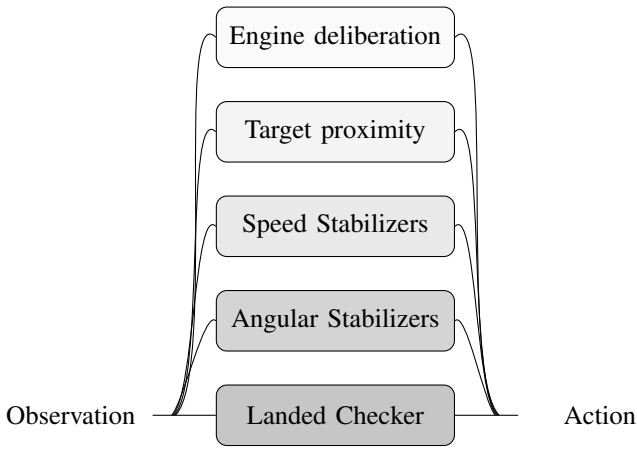 Engine deliberation
Target proximity
Speed Stabilizers
Angular Stabilizers
Observation
Landed Checker
Action